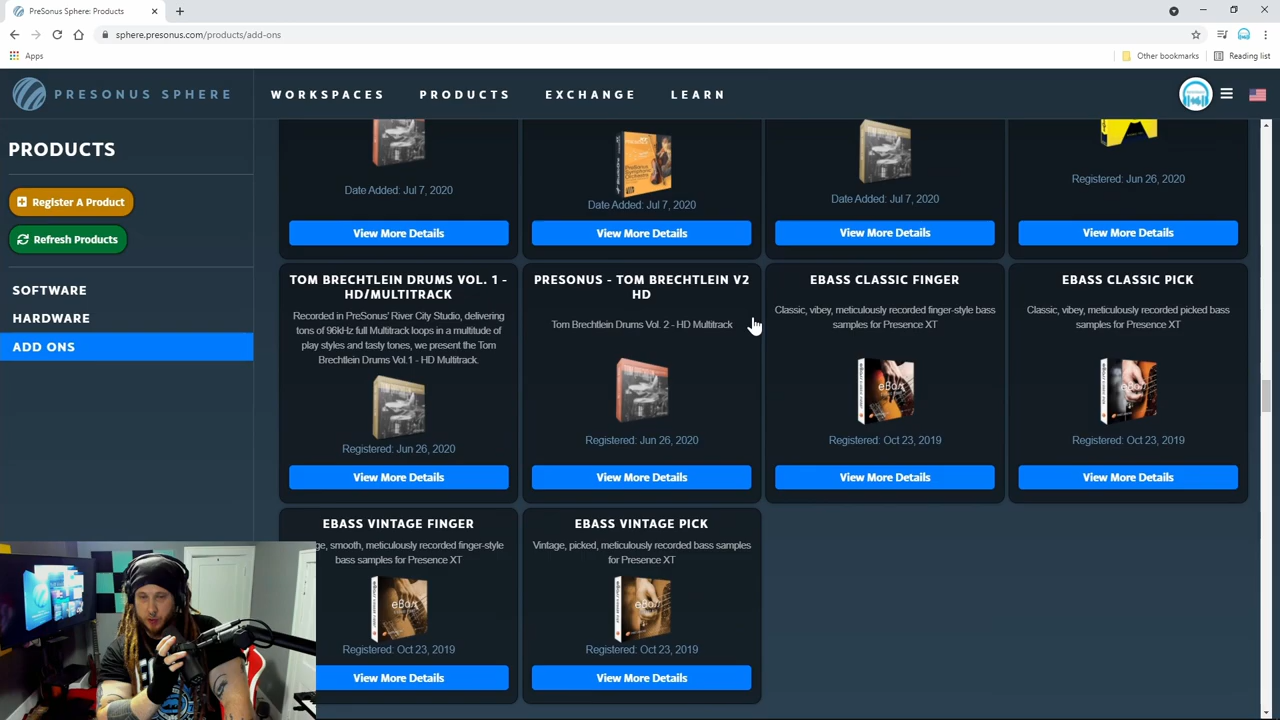 PreSonus Sphere: Products
sphere.presonus.com/products/add-ons
Apps
Other bookmarks
Reading list
PRESONUS SPHERE
WORKSPACES
PRODUCTS
EXCHANGE
LEARN
PRODUCTS
Register A Product
Refresh Products
SOFTWARE
HARDWARE
ADD ONS
Date Added: Jul 7, 2020
View More Details
Date Added: Jul 7, 2020
View More Details
Date Added: Jul 7, 2020
View More Details
Registered: Jun 26, 2020
View More Details
TOM BRECHTLEIN DRUMS VOL. 1 -
HD/MULTITRACK
Recorded in PreSonus' River City Studio, delivering
tons of 96kHz full Multitrack loops in a multitude of
play styles and tasty tones, we present the Tom
Brechtlein Drums Vol.1 - HD Multitrack.
Registered: Jun 26, 2020
View More Details
PRESONUS - TOM BRECHTLEIN V2
HD
Tom Brechtlein Drums Vol. 2 - HD Multitrack
Registered: Jun 26, 2020
View More Details
EBASS CLASSIC FINGER
Classic, vibey, meticulously recorded finger-style bass
samples for Presence XT
eBass
Registered: Oct 23, 2019
View More Details
EBASS CLASSIC PICK
Classic, vibey, meticulously recorded picked bass
samples for Presence XT
eBass
Registered: Oct 23, 2019
View More Details
EBASS VINTAGE FINGER
smooth, meticulously recorded finger-style
bass samples for Presence XT
eBass
Registered: Oct 23, 2019
View More Details
EBASS VINTAGE PICK
Vintage, picked, meticulously recorded bass samples
for Presence XT
eBass
Registered: Oct 23, 2019
View More Details